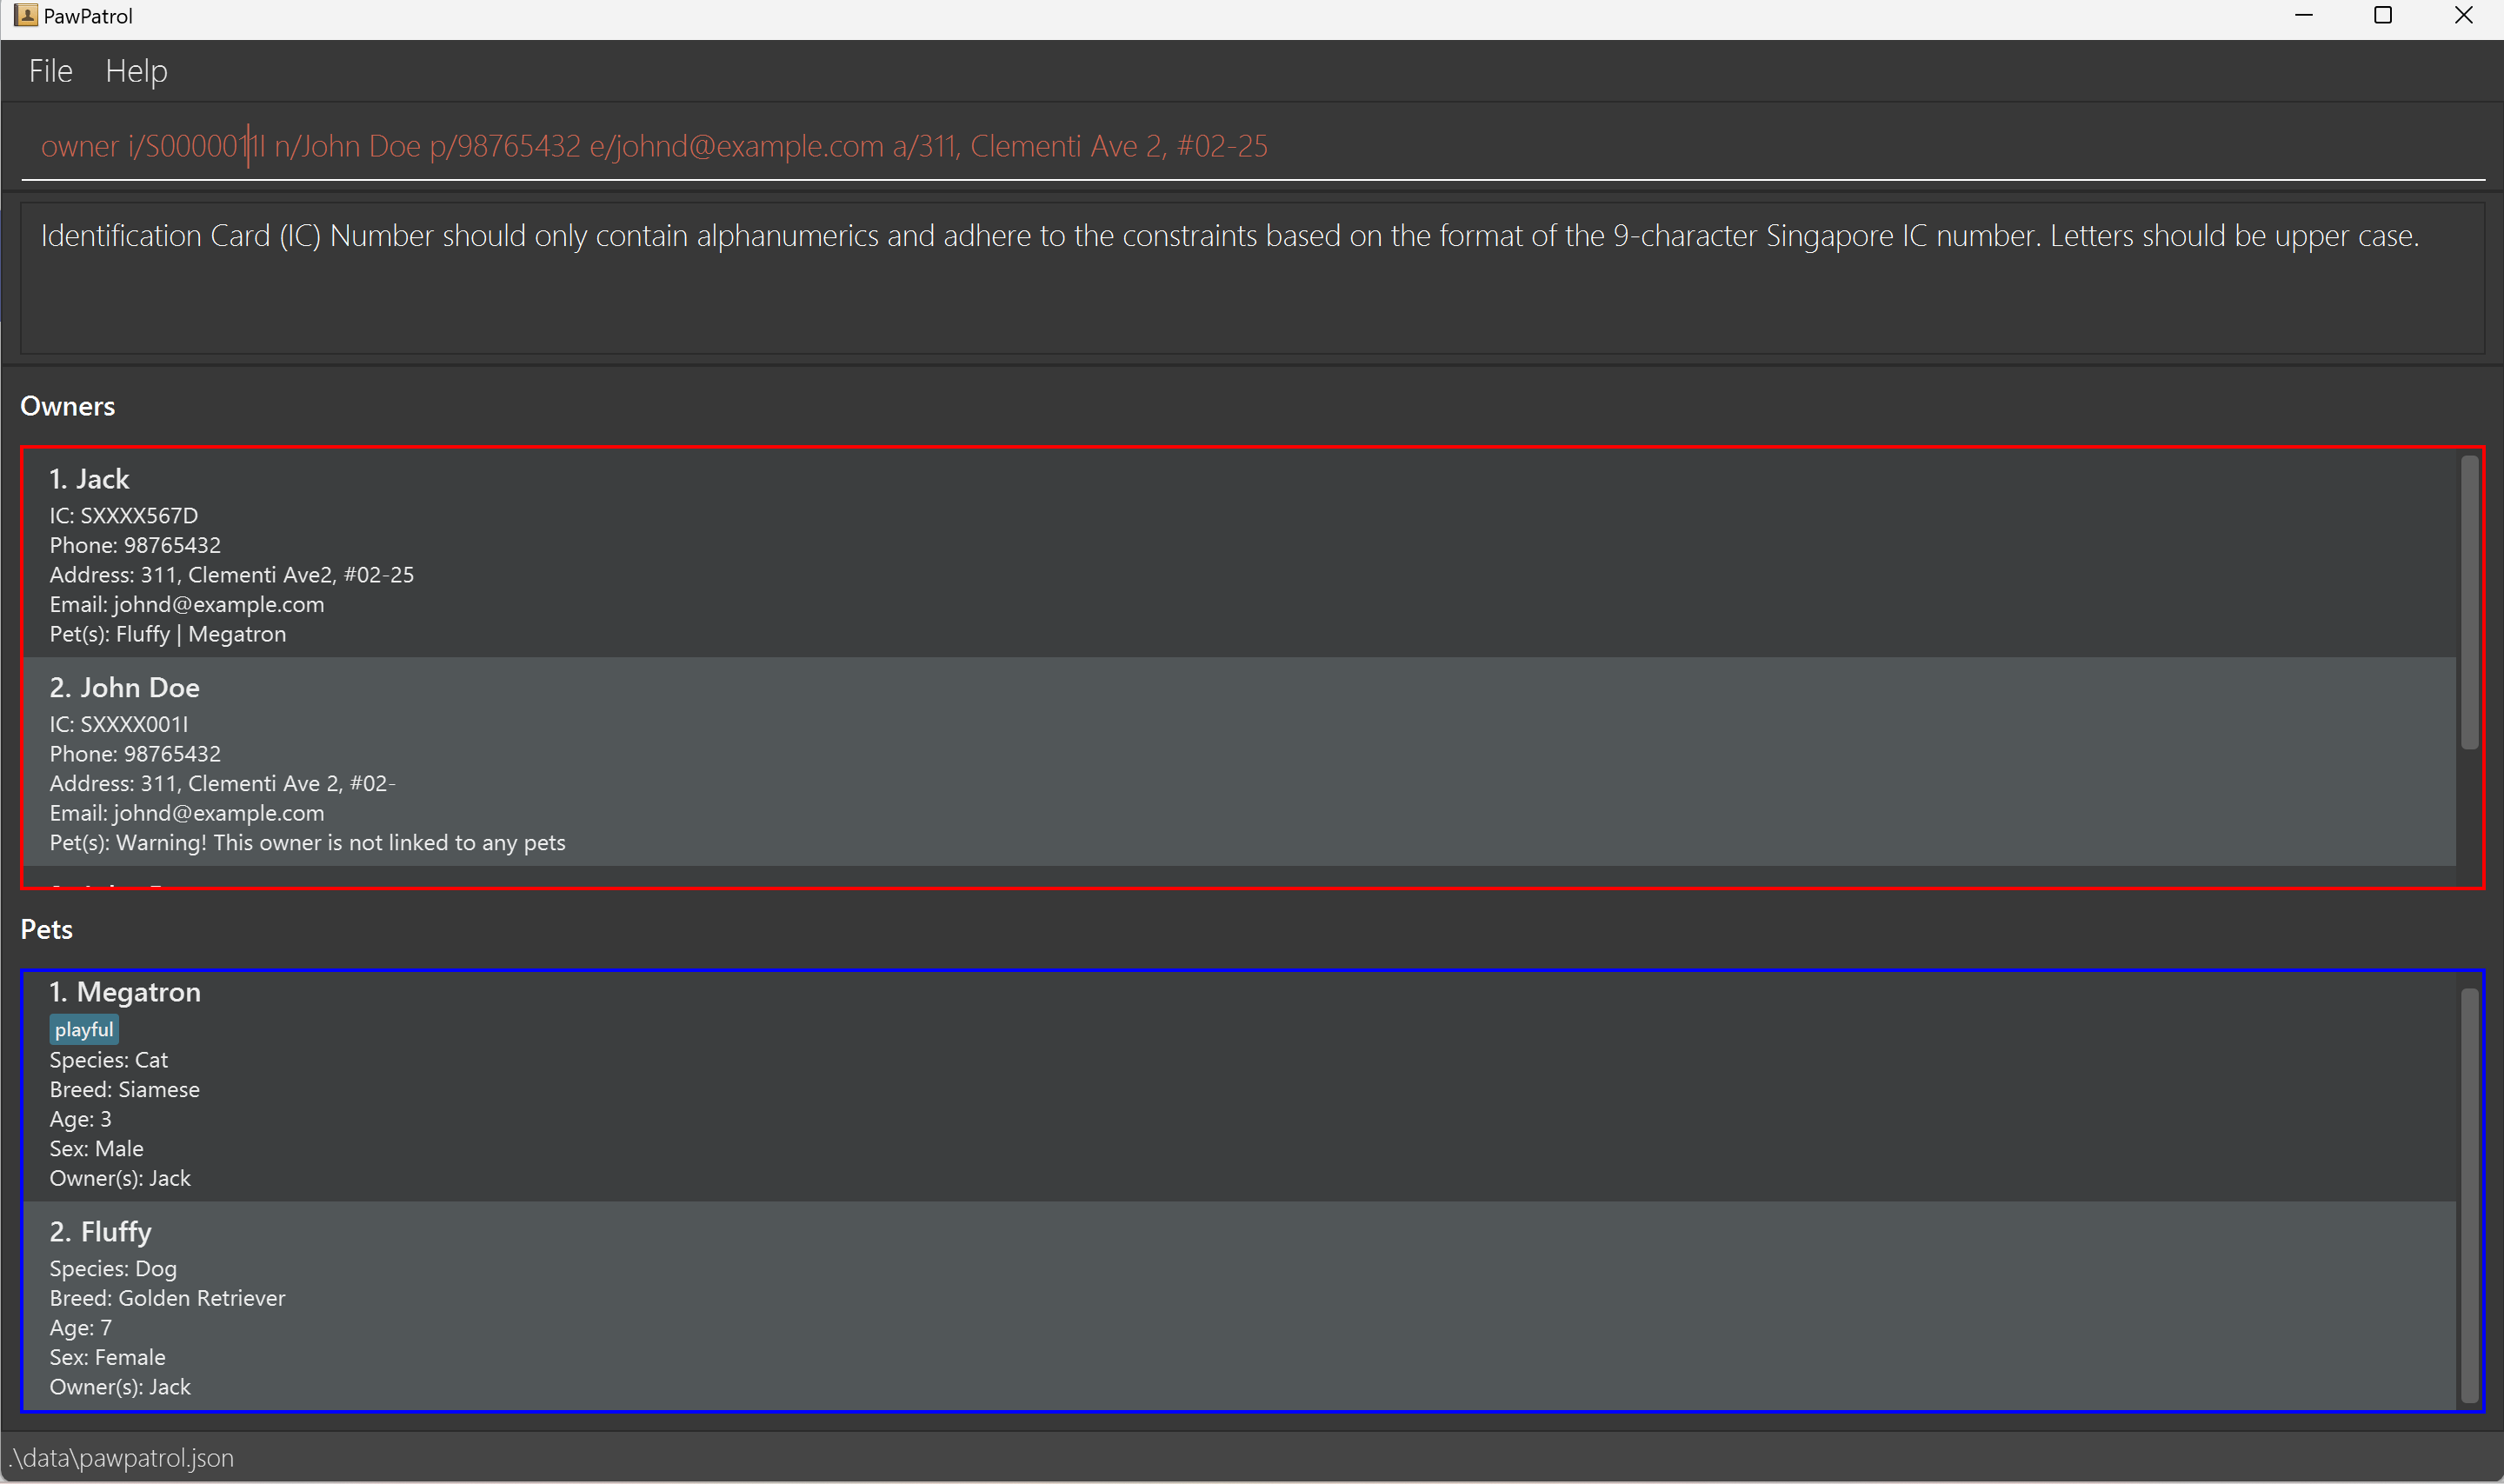 PawPatrol
File Help
owner i/S0000011I n/John Doe p/98765432 e/johnd@example.com a/311, Clementi Ave 2, #02-25
Identification Card (IC) Number should only contain alphanumerics and adhere to the constraints based on the format of the 9-character Singapore IC number. Letters should be upper case.
Owners
1. Jack
IC: SXXXX567D
Phone: 98765432
Address: 311, Clementi Ave2, #02-25
Email: johnd@example.com
Pet(s): Fluffy | Megatron
2. John Doe
IC: SXXXX001I
Phone: 98765432
Address: 311, Clementi Ave 2, #02-
Email: johnd@example.com
Pet(s): Warning! This owner is not linked to any pets
Pets
1. Megatron
playful
Species: Cat
Breed: Siamese
Age: 3
Sex: Male
Owner(s): Jack
2. Fluffy
Species: Dog
Breed: Golden Retriever
Age: 7
Sex: Female
Owner(s): Jack
.\data\pawpatrol.json